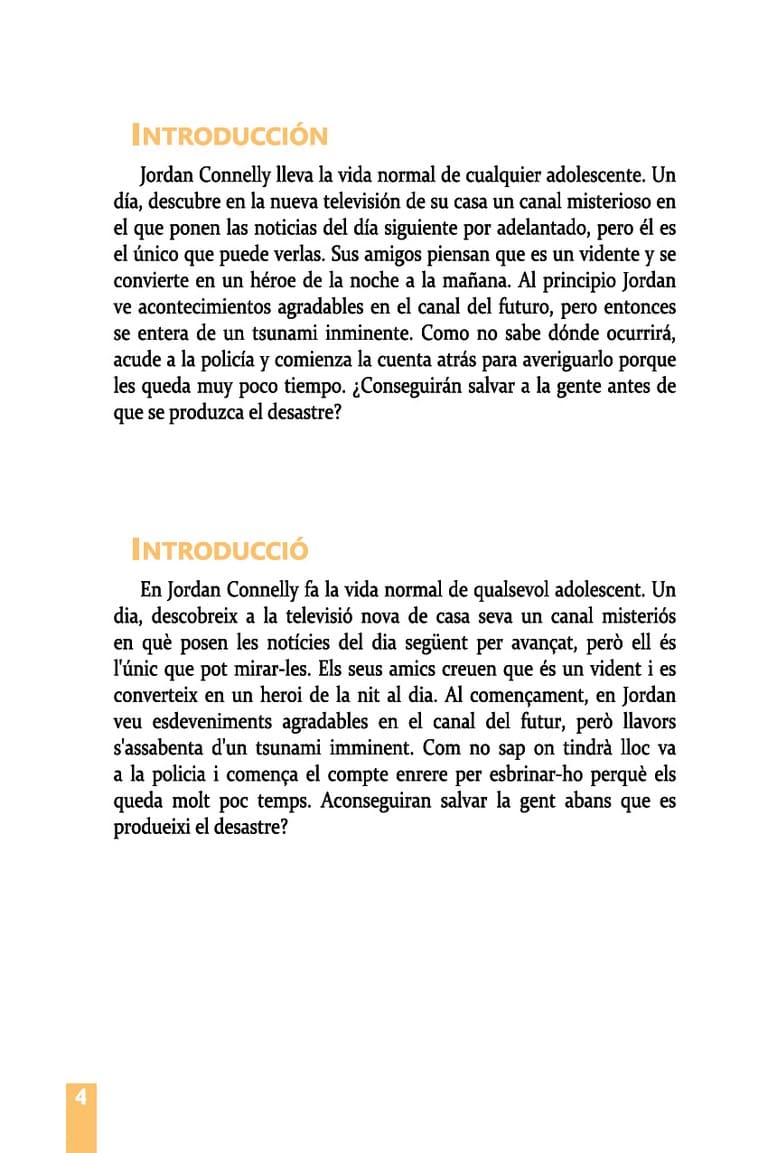 INTRODUCCIÓN
Jordan Connelly lleva la vida normal de cualquier adolescente. Un
día, descubre en la nueva televisión de su casa un canal misterioso en
el que ponen las noticias del día siguiente por adelantado, pero él es
el único que puede verlas. Sus amigos piensan que es un vidente y se
convierte en un héroe de la noche a la mañana. Al principio Jordan
ve acontecimientos agradables en el canal del futuro, pero entonces
se entera de un tsunami inminente. Como no sabe dónde ocurrirá,
acude a la policía y comienza la cuenta atrás para averiguarlo porque
les queda muy poco tiempo. ¿Conseguirán salvar a la gente antes de
que se produzca el desastre?
INTRODUCCIÓ
En Jordan Connelly fa la vida normal de qualsevol adolescent. Un
dia, descobreix a la televisió nova de casa seva un canal misteriós
en què posen les notícies del dia següent per avançat, però ell és
l'únic que pot mirar-les. Els seus amics creuen que és un vident i es
converteix en un heroi de la nit al dia. Al començament, en Jordan
veu esdeveniments agradables en el canal del futur, però llavors
s'assabenta d'un tsunami imminent. Com no sap on tindrà lloc va
a la policia i comença el compte enrere per esbrinar-ho perquè els
queda molt poc temps. Aconseguiran salvar la gent abans que es
produeixi el desastre?
4